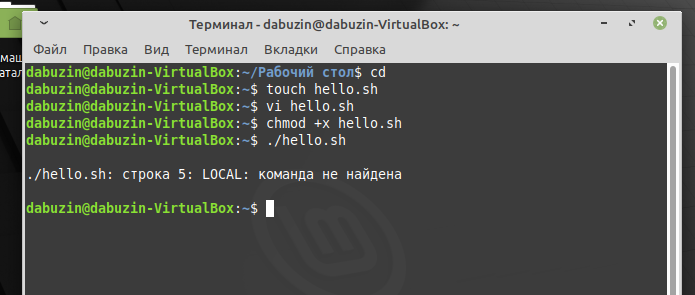 Терминал - dabuzin@dabuzin-VirtualBox: ~
Файл Правка Вид Терминал Вкладки Справка
dabuzin@dabuzin-VirtualBox:~/Рабочий стол$ cd
dabuzin@dabuzin-VirtualBox:~$ touch hello.sh
dabuzin@dabuzin-VirtualBox:~$ vi hello.sh
dabuzin@dabuzin-VirtualBox:~$ chmod +x hello.sh
dabuzin@dabuzin-VirtualBox:~$ ./hello.sh
./hello.sh: строка 5: LOCAL: команда не найдена
dabuzin@dabuzin-VirtualBox:~$